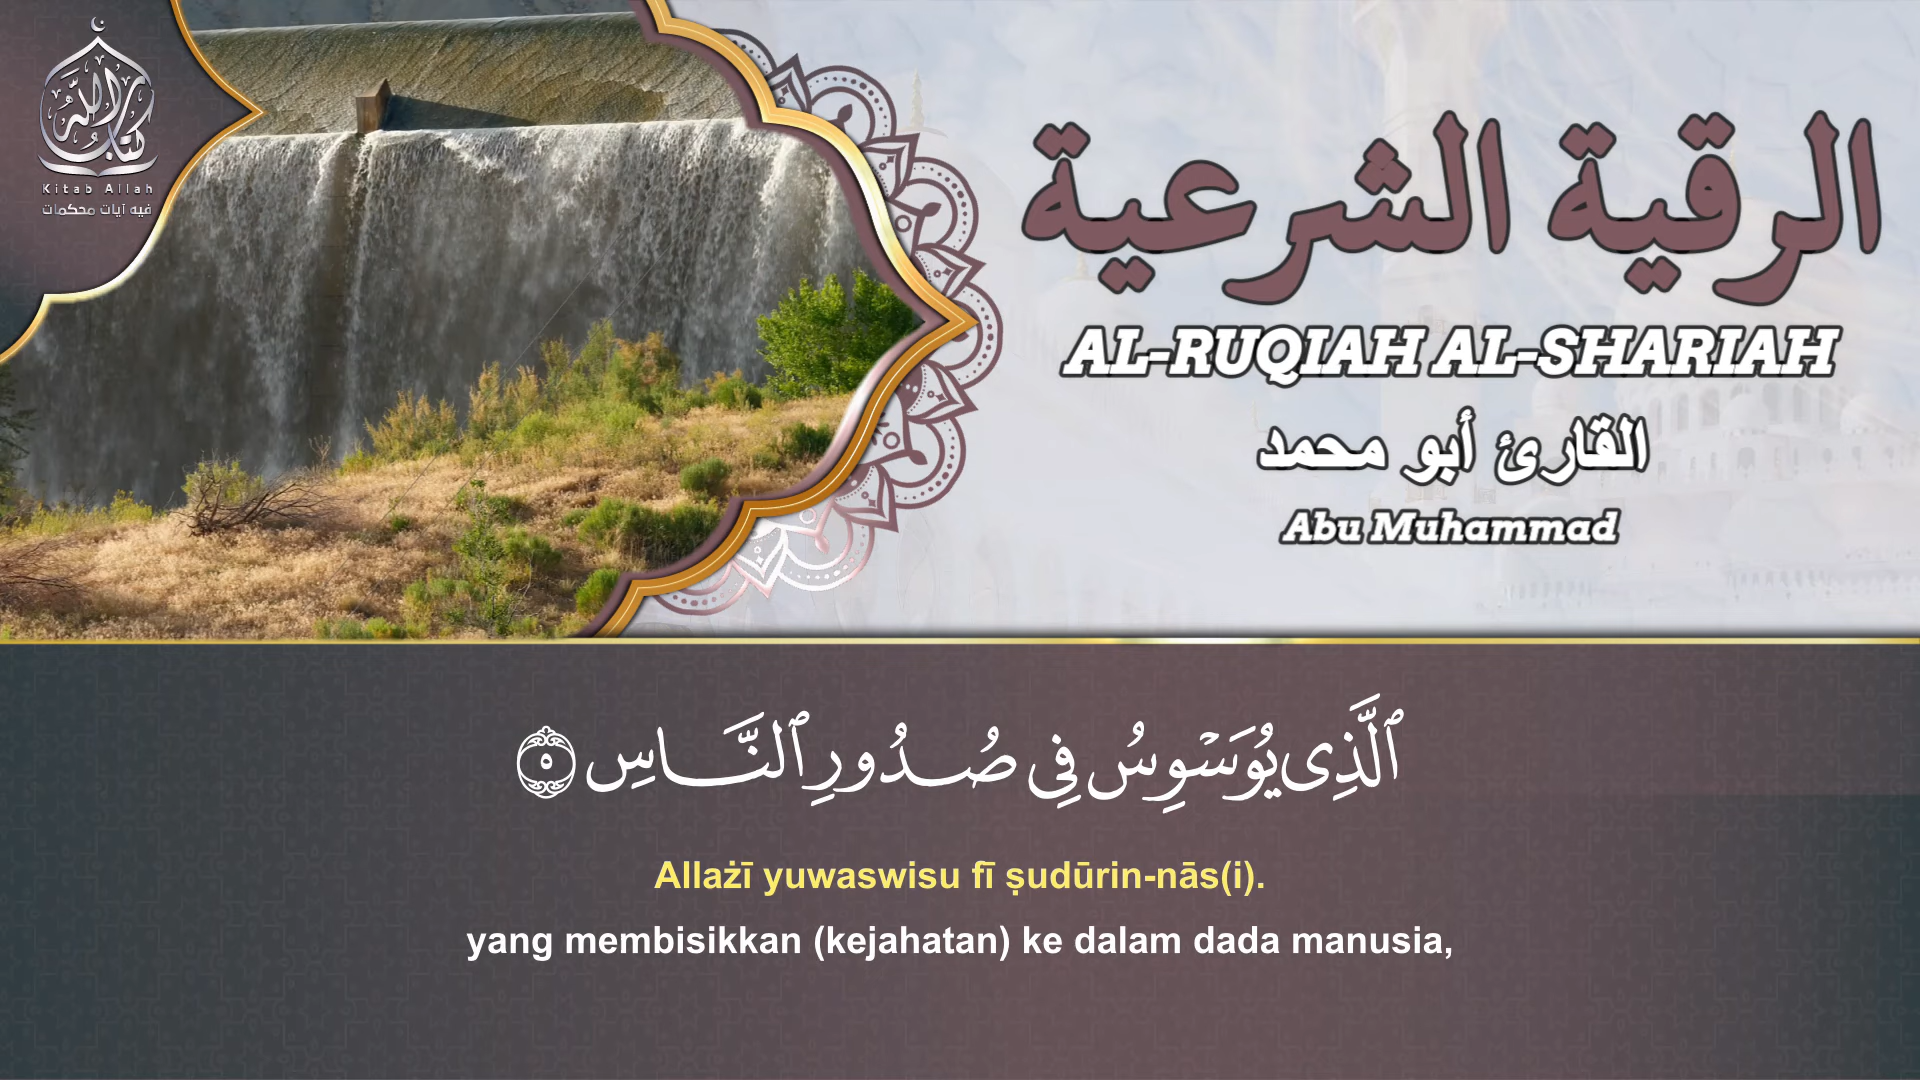 كتاب الله
Kitab Allah
فيه آيات محكمات
الرقية الشرعية
AL-RUQIAH AL-SHARIAH
القارئ أبو محمد
Abu Muhammad
ٱلَّذِى يُوَسْوِسُ فِى صُدُورِ ٱلنَّاسِ ٥
Allażī yuwaswisu fī ṣudūrin-nās(i).
yang membisikkan (kejahatan) ke dalam dada manusia,